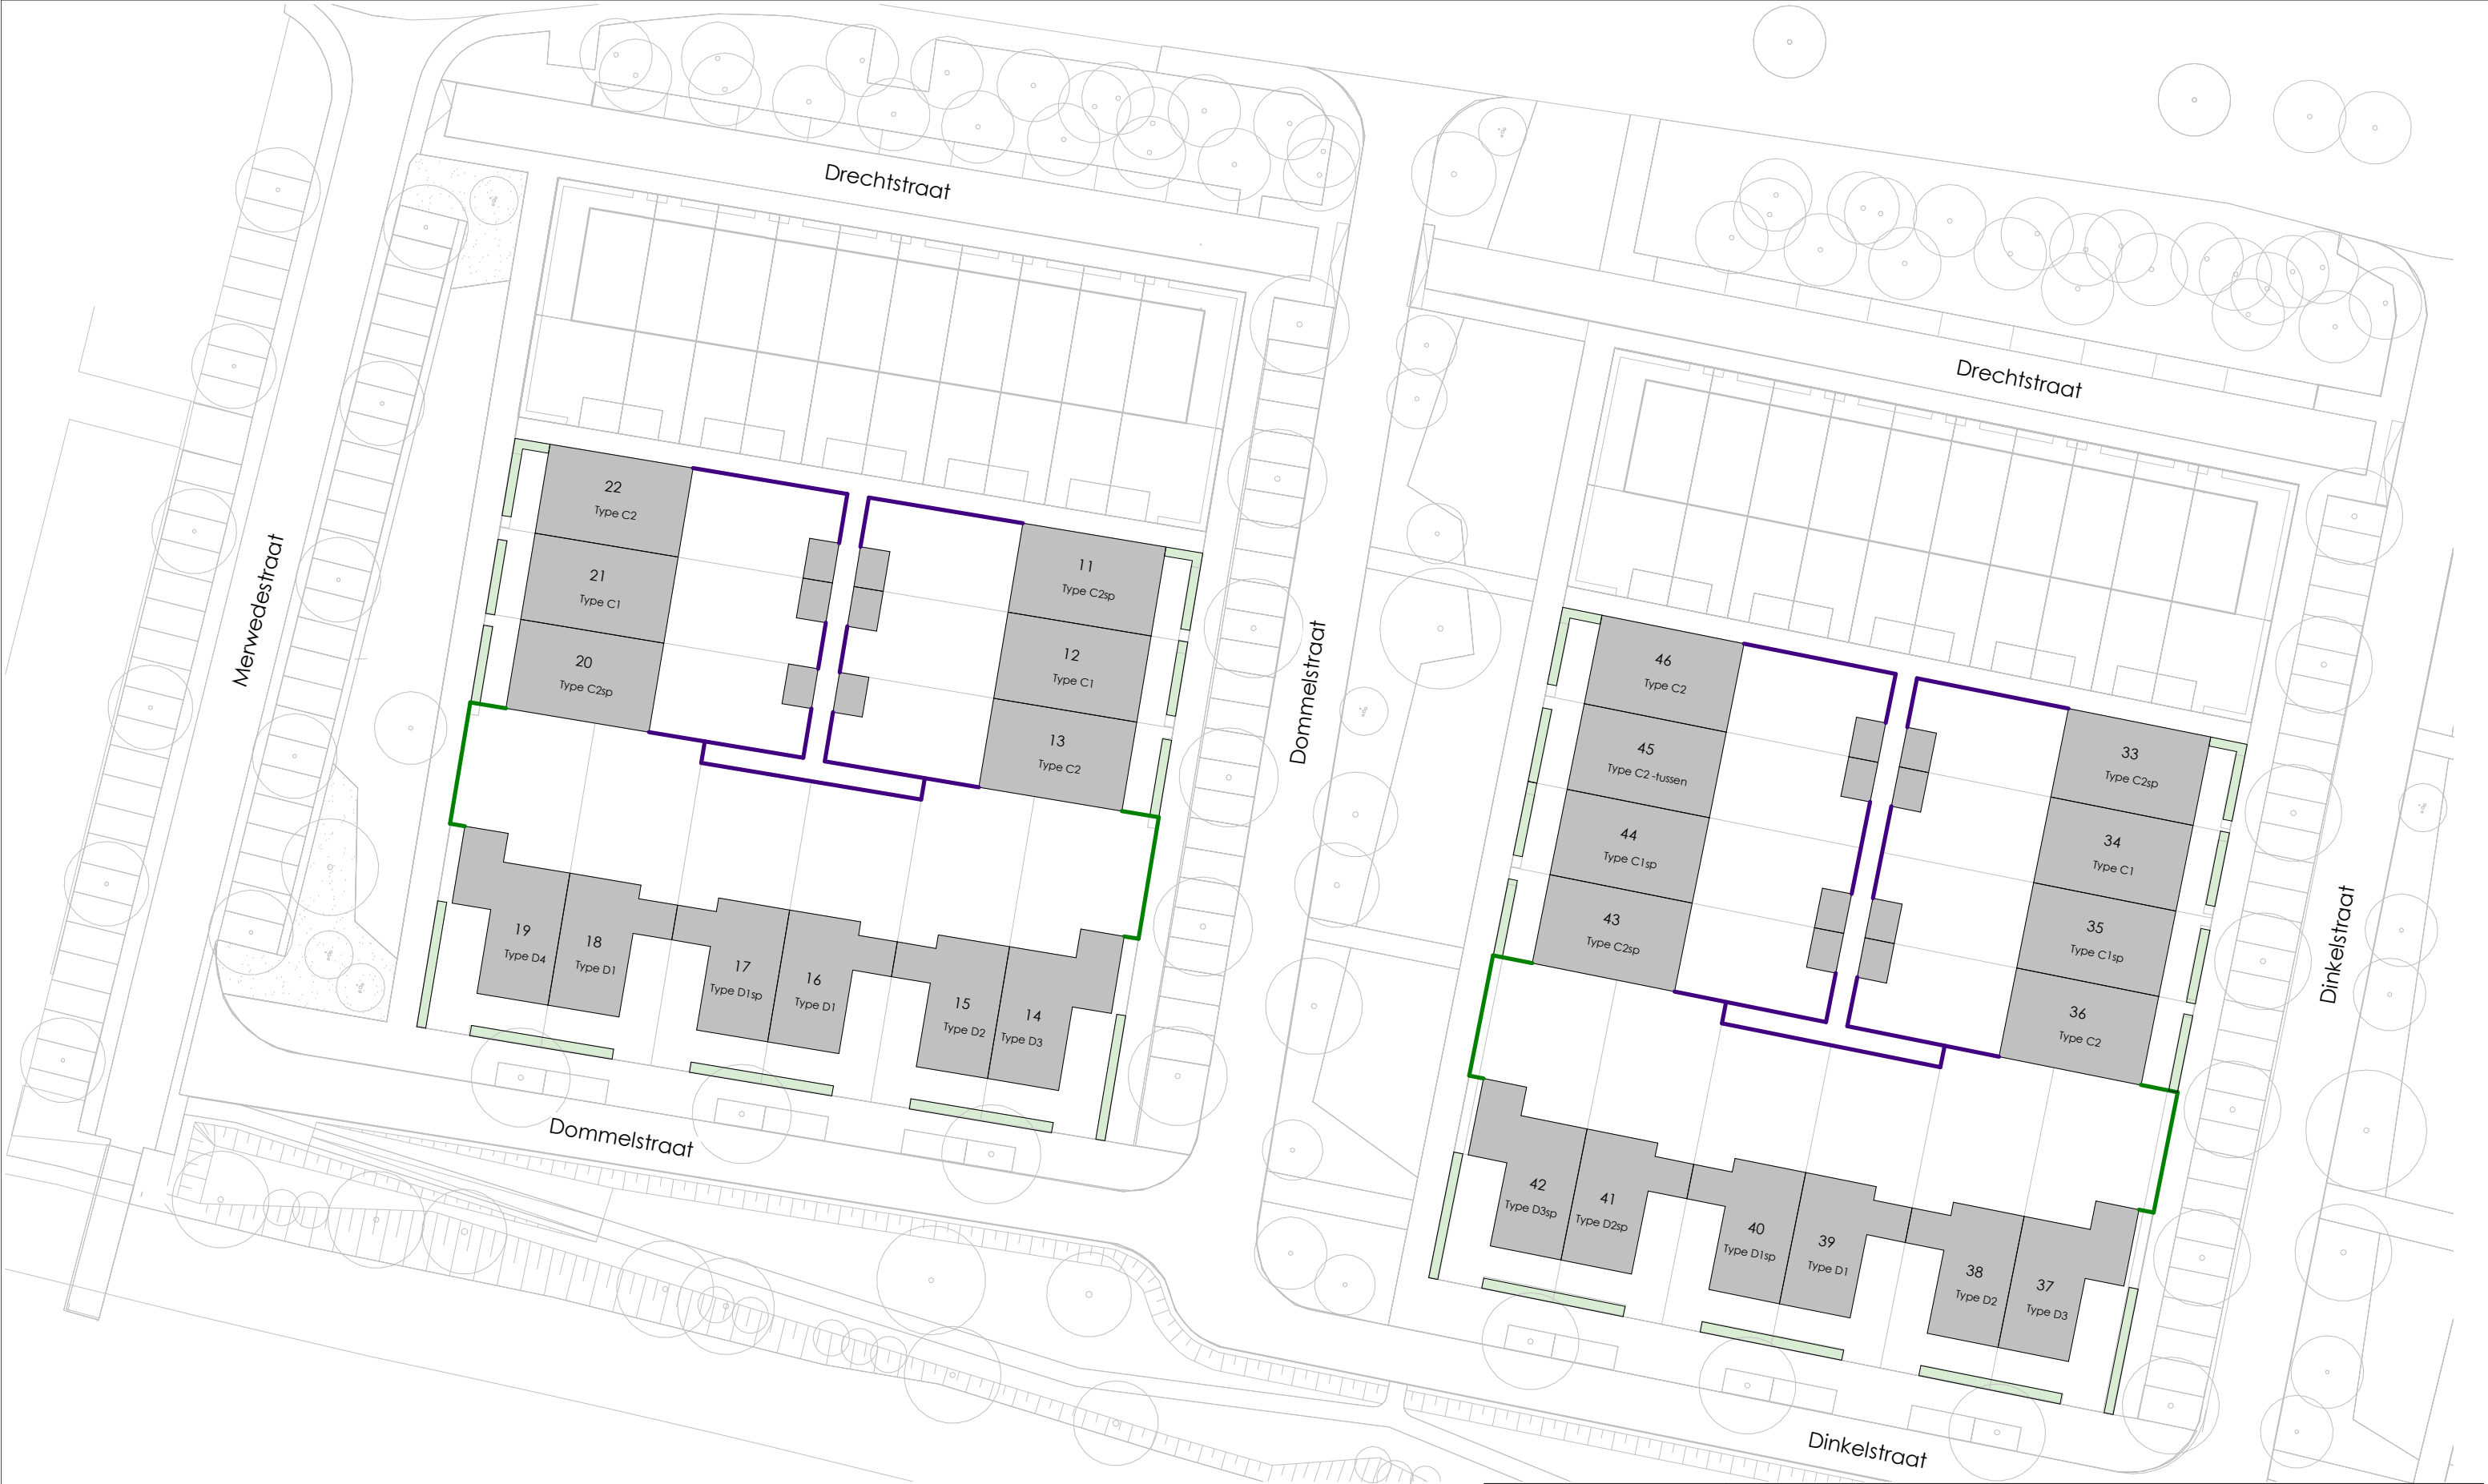 Drechtstraat
Drechtstraat
Merwedestraat
Dommelstraat
Dinkelstraat
22
Type C2
21
Type C1
20
Type C2sp
11
Type C2sp
12
Type C1
13
Type C2
19
Type D4
18
Type D1
17
Type D1sp
16
Type D1
15
Type D2
14
Type D3
Dommelstraat
46
Type C2
45
Type C2 -tussen
44
Type C1sp
43
Type C2sp
33
Type C2sp
34
Type C1
35
Type C1sp
36
Type C2
42
Type D3sp
41
Type D2sp
40
Type D1sp
39
Type D1
38
Type D2
37
Type D3
Dinkelstraat